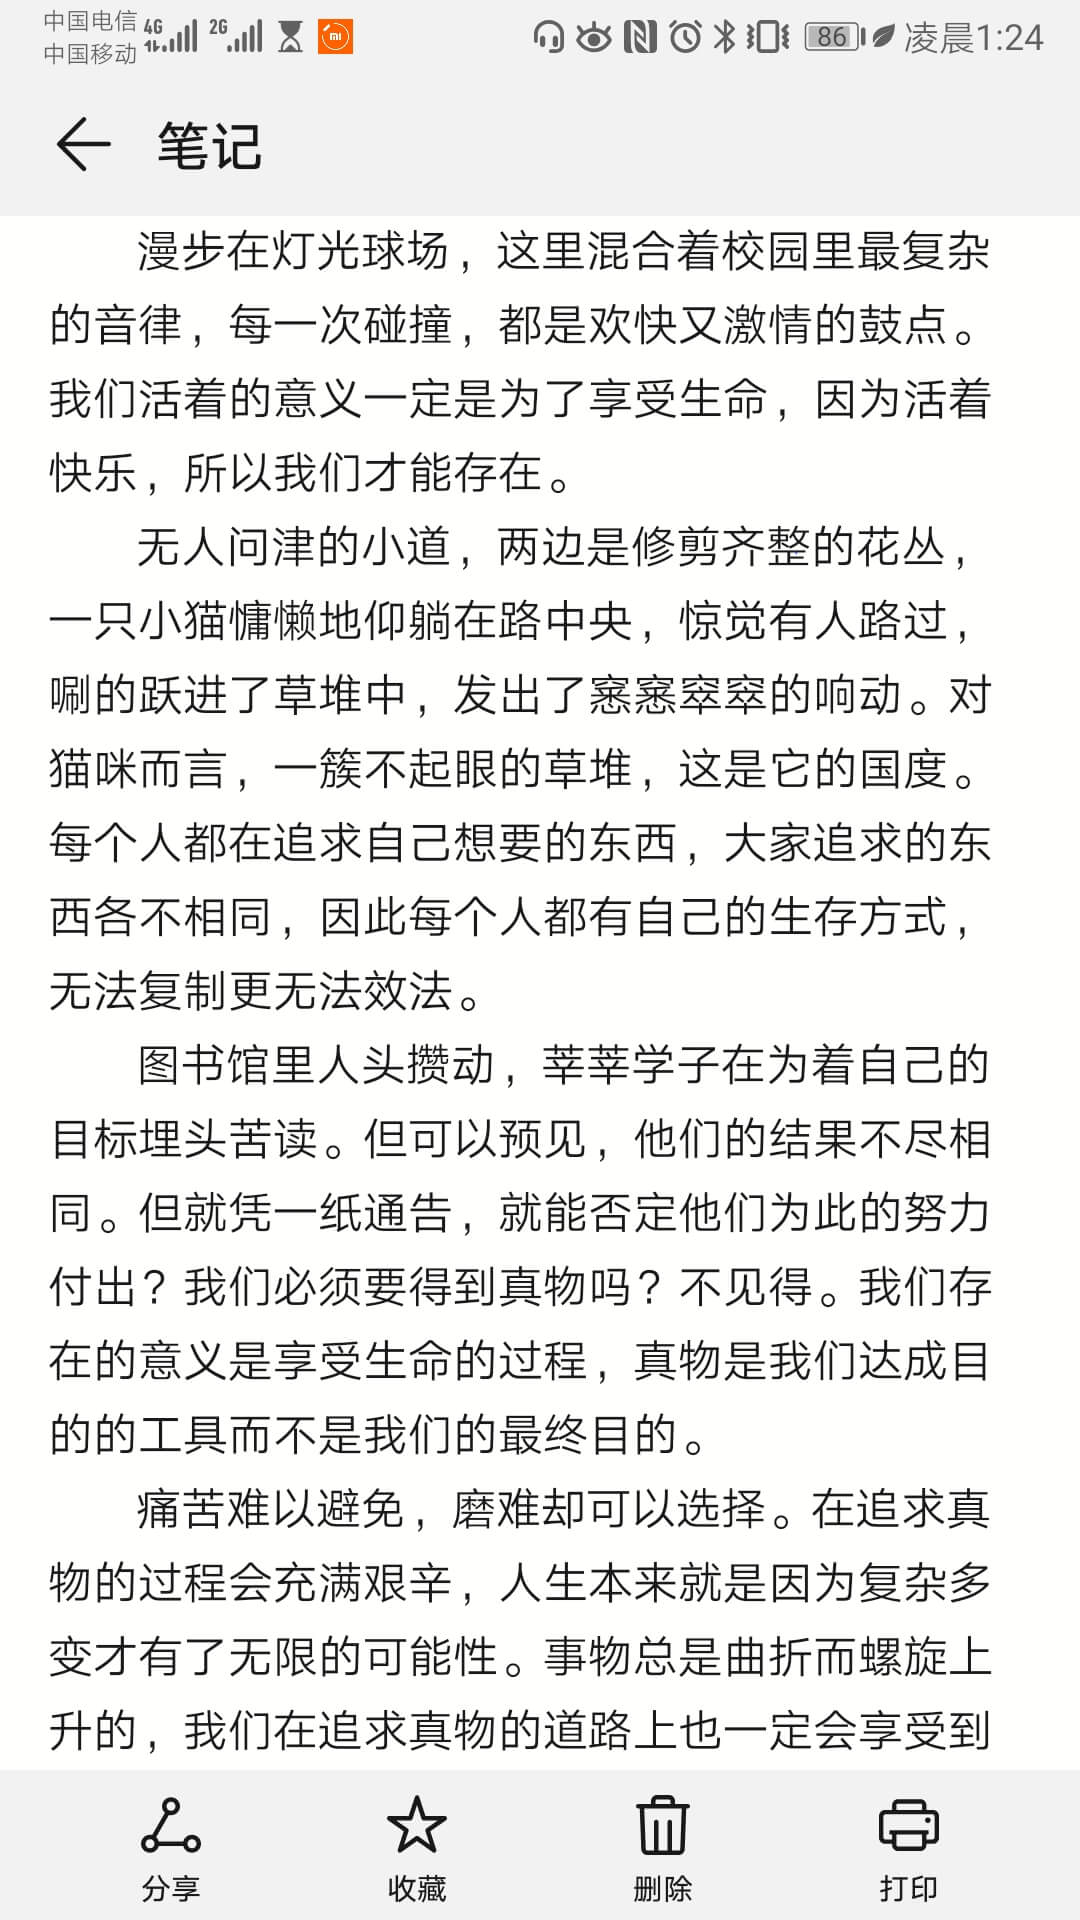 中国电信 4G 2G
中国移动
mi
86
凌晨1:24
笔记
漫步在灯光球场，这里混合着校园里最复杂
的音律，每一次碰撞，都是欢快又激情的鼓点。
我们活着的意义一定是为了享受生命，因为活着
快乐，所以我们才能存在。
无人问津的小道，两边是修剪齐整的花丛，
一只小猫慵懒地仰躺在路中央，惊觉有人路过，
唰的跃进了草堆中，发出了窸窸窣窣的响动。对
猫咪而言，一簇不起眼的草堆，这是它的国度。
每个人都在追求自己想要的东西，大家追求的东
西各不相同，因此每个人都有自己的生存方式，
无法复制更无法效法。
图书馆里人头攒动，莘莘学子在为着自己的
目标埋头苦读。但可以预见，他们的结果不尽相
同。但就凭一纸通告，就能否定他们为此的努力
付出？我们必须要得到真物吗？不见得。我们存
在的意义是享受生命的过程，真物是我们达成目
的的工具而不是我们的最终目的。
痛苦难以避免，磨难却可以选择。在追求真
物的过程会充满艰辛，人生本来就是因为复杂多
变才有了无限的可能性。事物总是曲折而螺旋上
升的，我们在追求真物的道路上也一定会享受到
分享
收藏
删除
打印